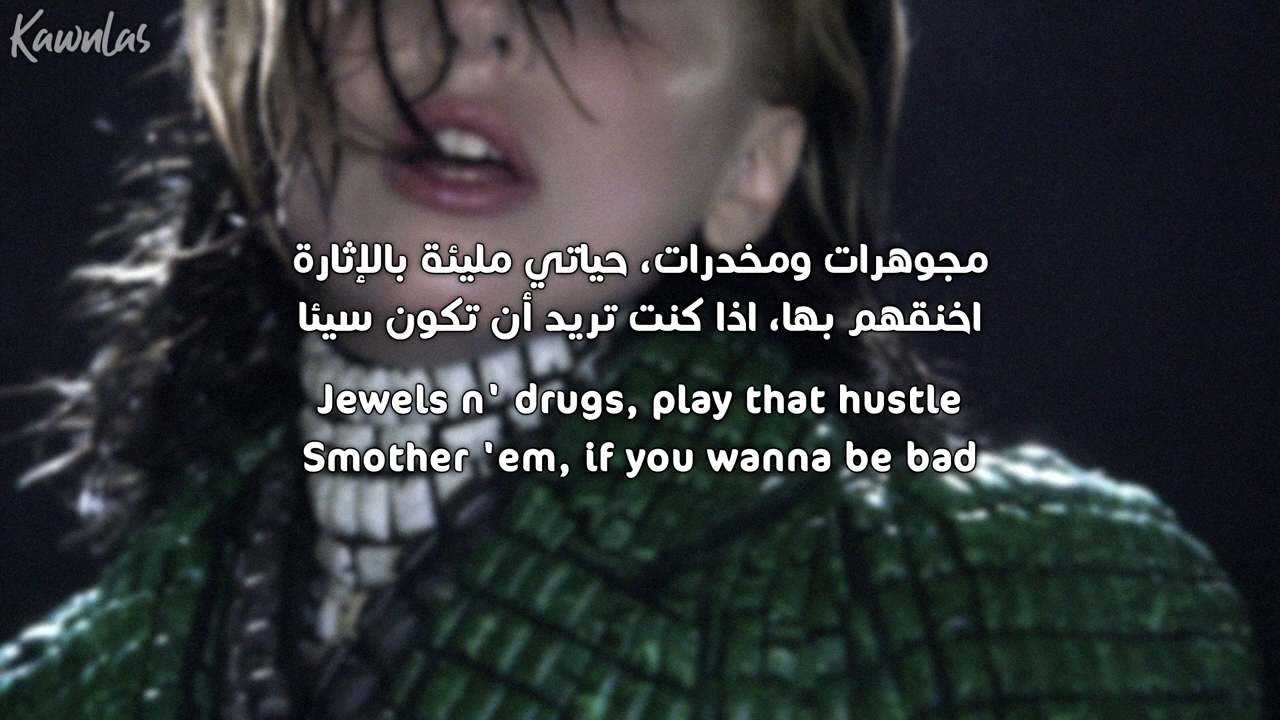 Kawnlas
مجوهرات ومخدرات، حياتي مليئة بالإثارة
اخنقهم بها، اذا كنت تريد أن تكون سيئا
Jewels n' drugs, play that hustle
Smother 'em, if you wanna be bad